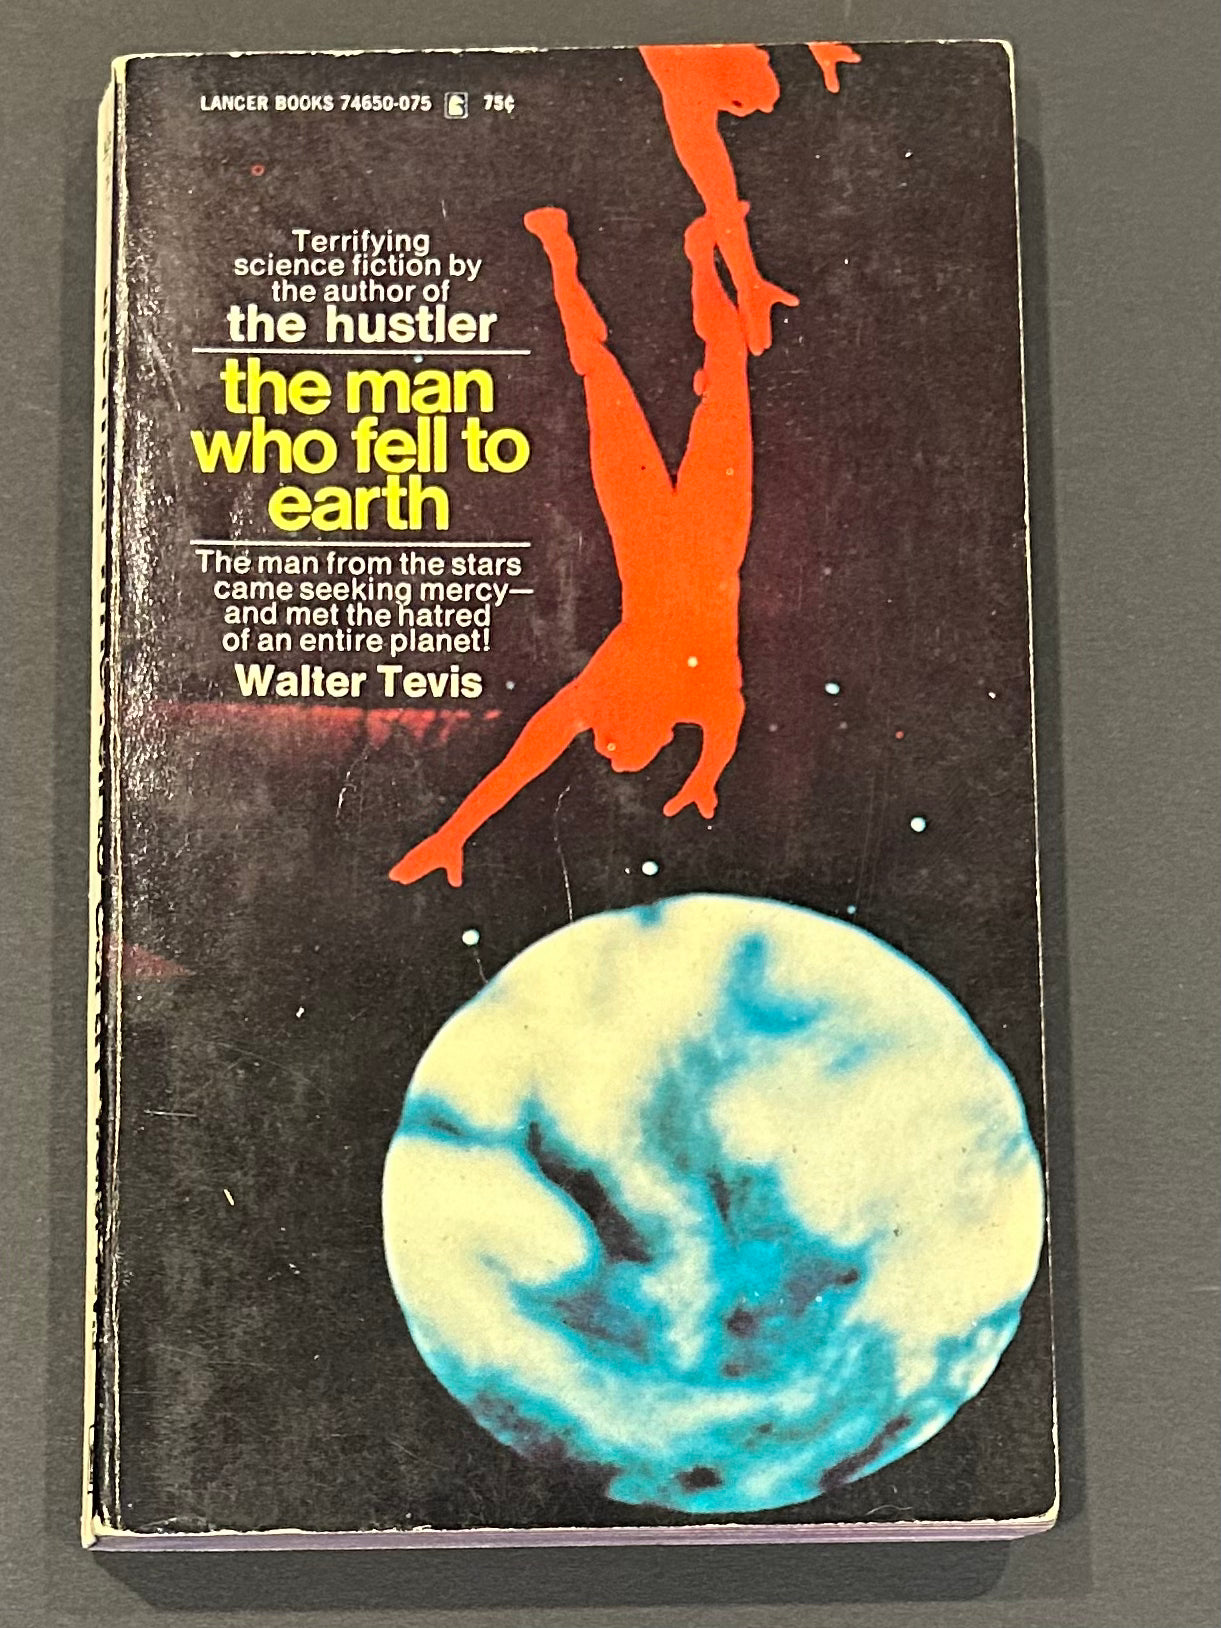 LANCER BOOKS 74650-075 75¢
Terrifying
science fiction by
the author of
the hustler
the man
who fell to
earth
The man from the stars
came seeking mercy—
and met the hatred
of an entire planet!
Walter Tevis